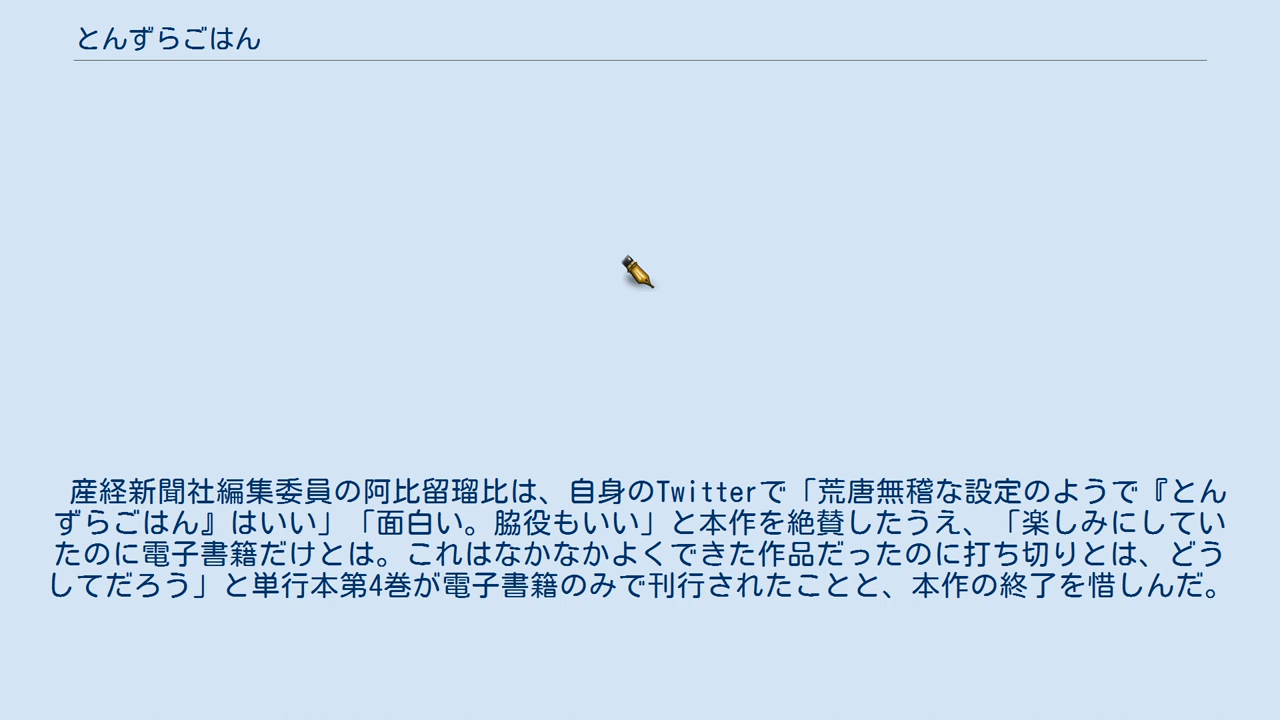 とんずらごはん
産経新聞社編集委員の阿比留瑠比は、自身のTwitterで「荒唐無稽な設定のようで『とん
ずらごはん』はいい」「面白い。脇役もいい」と本作を絶賛したうえ、「楽しみにしてい
たのに電子書籍だけとは。これはなかなかよくできた作品だったのに打ち切りとは、どう
してだろう」と単行本第4巻が電子書籍のみで刊行されたことと、本作の終了を惜しんだ。